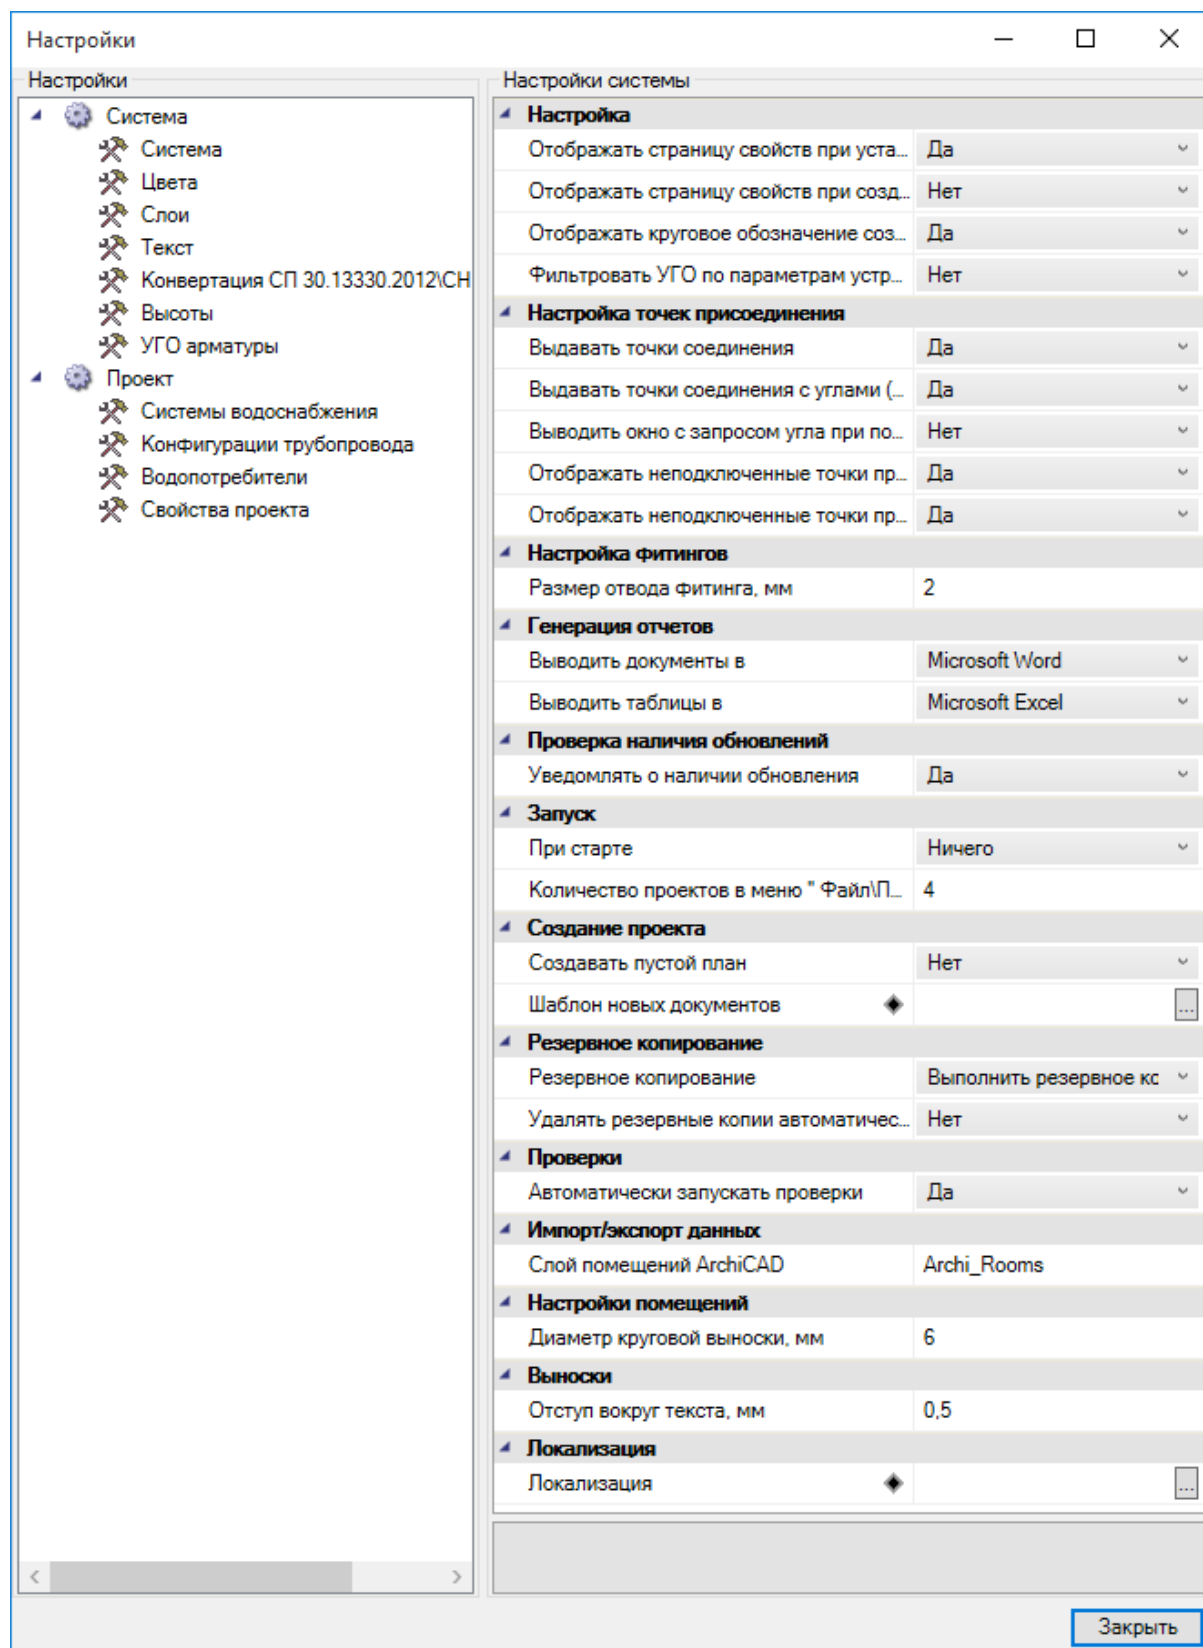 Настройки
Настройки
Система
Система
Цвета
Слои
Текст
Конвертация СП 30.13330.2012\СН
Высоты
УГО арматуры
Проект
Системы водоснабжения
Конфигурации трубопровода
Водопотребители
Свойства проекта
Настройки системы
Настройка
Отображать страницу свойств при уста... Да
Отображать страницу свойств при созд... Нет
Отображать круговое обозначение соз... Да
Фильтровать УГО по параметрам устр... Нет
Настройка точек присоединения
Выдавать точки соединения Да
Выдавать точки соединения с углами (... Да
Выводить окно с запросом угла при по... Нет
Отображать неподключенные точки пр... Да
Отображать неподключенные точки пр... Да
Настройка фитингов
Размер отвода фитинга, мм 2
Генерация отчетов
Выводить документы в Microsoft Word
Выводить таблицы в Microsoft Excel
Проверка наличия обновлений
Уведомлять о наличии обновления Да
Запуск
При старте Ничего
Количество проектов в меню " Файл\П... 4
Создание проекта
Создавать пустой план Нет
Шаблон новых документов ...
Резервное копирование
Резервное копирование Выполнить резервное кс
Удалять резервные копии автоматичес... Нет
Проверки
Автоматически запускать проверки Да
Импорт/экспорт данных
Слой помещений ArchiCAD Archi_Rooms
Настройки помещений
Диаметр круговой выноски, мм 6
Выноски
Отступ вокруг текста, мм 0,5
Локализация
Локализация ...
Закрыть